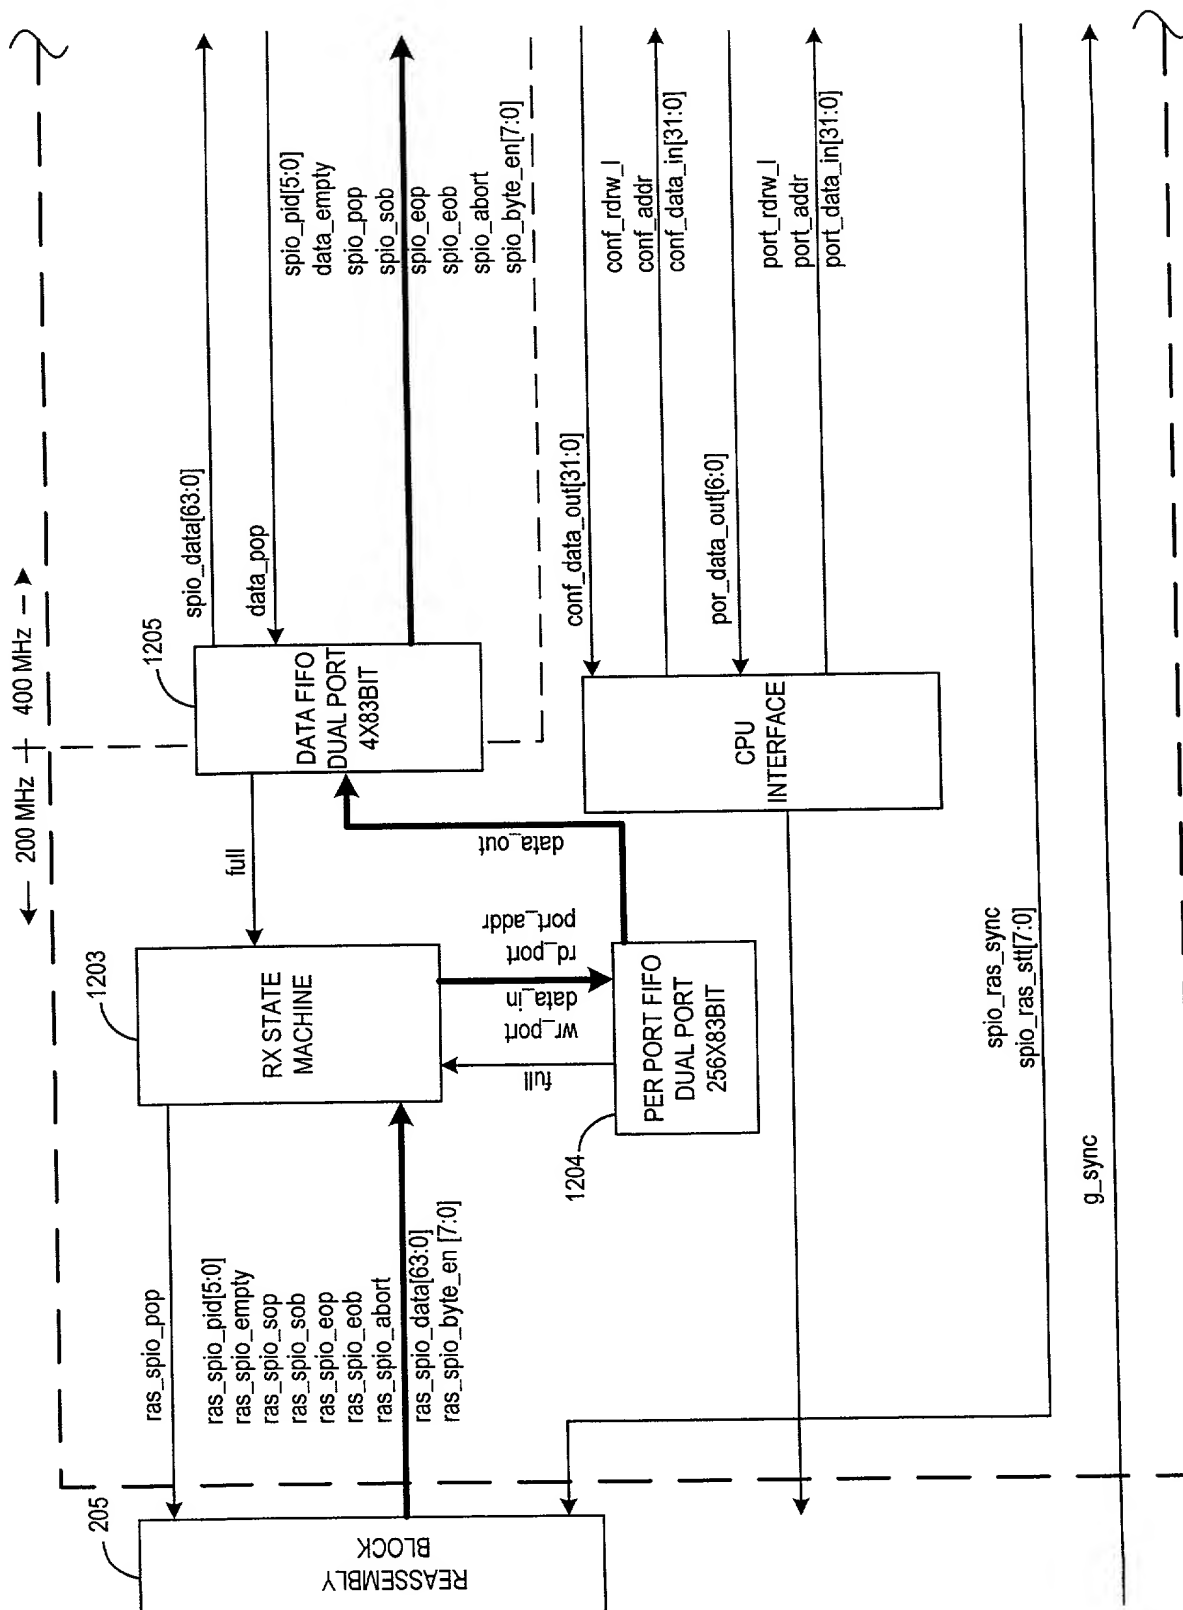 200 MHz
400 MHz
205
REASSEMBLY
BLOCK
ras_spio_pop
ras_spio_pid[5:0]
ras_spio_empty
ras_spio_sop
ras_spio_sob
ras_spio_eop
ras_spio_eob
ras_spio_abort
ras_spio_data[63:0]
ras_spio_byte_en [7:0]
1203
RX STATE
MACHINE
full
full
wr_port
data_in
rd_port
port_addr
1204
PER PORT FIFO
DUAL PORT
256X83BIT
data_out
1205
DATA FIFO
DUAL PORT
4X83BIT
spio_data[63:0]
data_pop
spio_pid[5:0]
data_empty
spio_pop
spio_sob
spio_eop
spio_eob
spio_abort
spio_byte_en[7:0]
CPU
INTERFACE
conf_data_out[31:0]
conf_rdrw_l
conf_addr
conf_data_in[31:0]
por_data_out[6:0]
port_rdrw_l
port_addr
port_data_in[31:0]
spio_ras_sync
spio_ras_stt[7:0]
g_sync